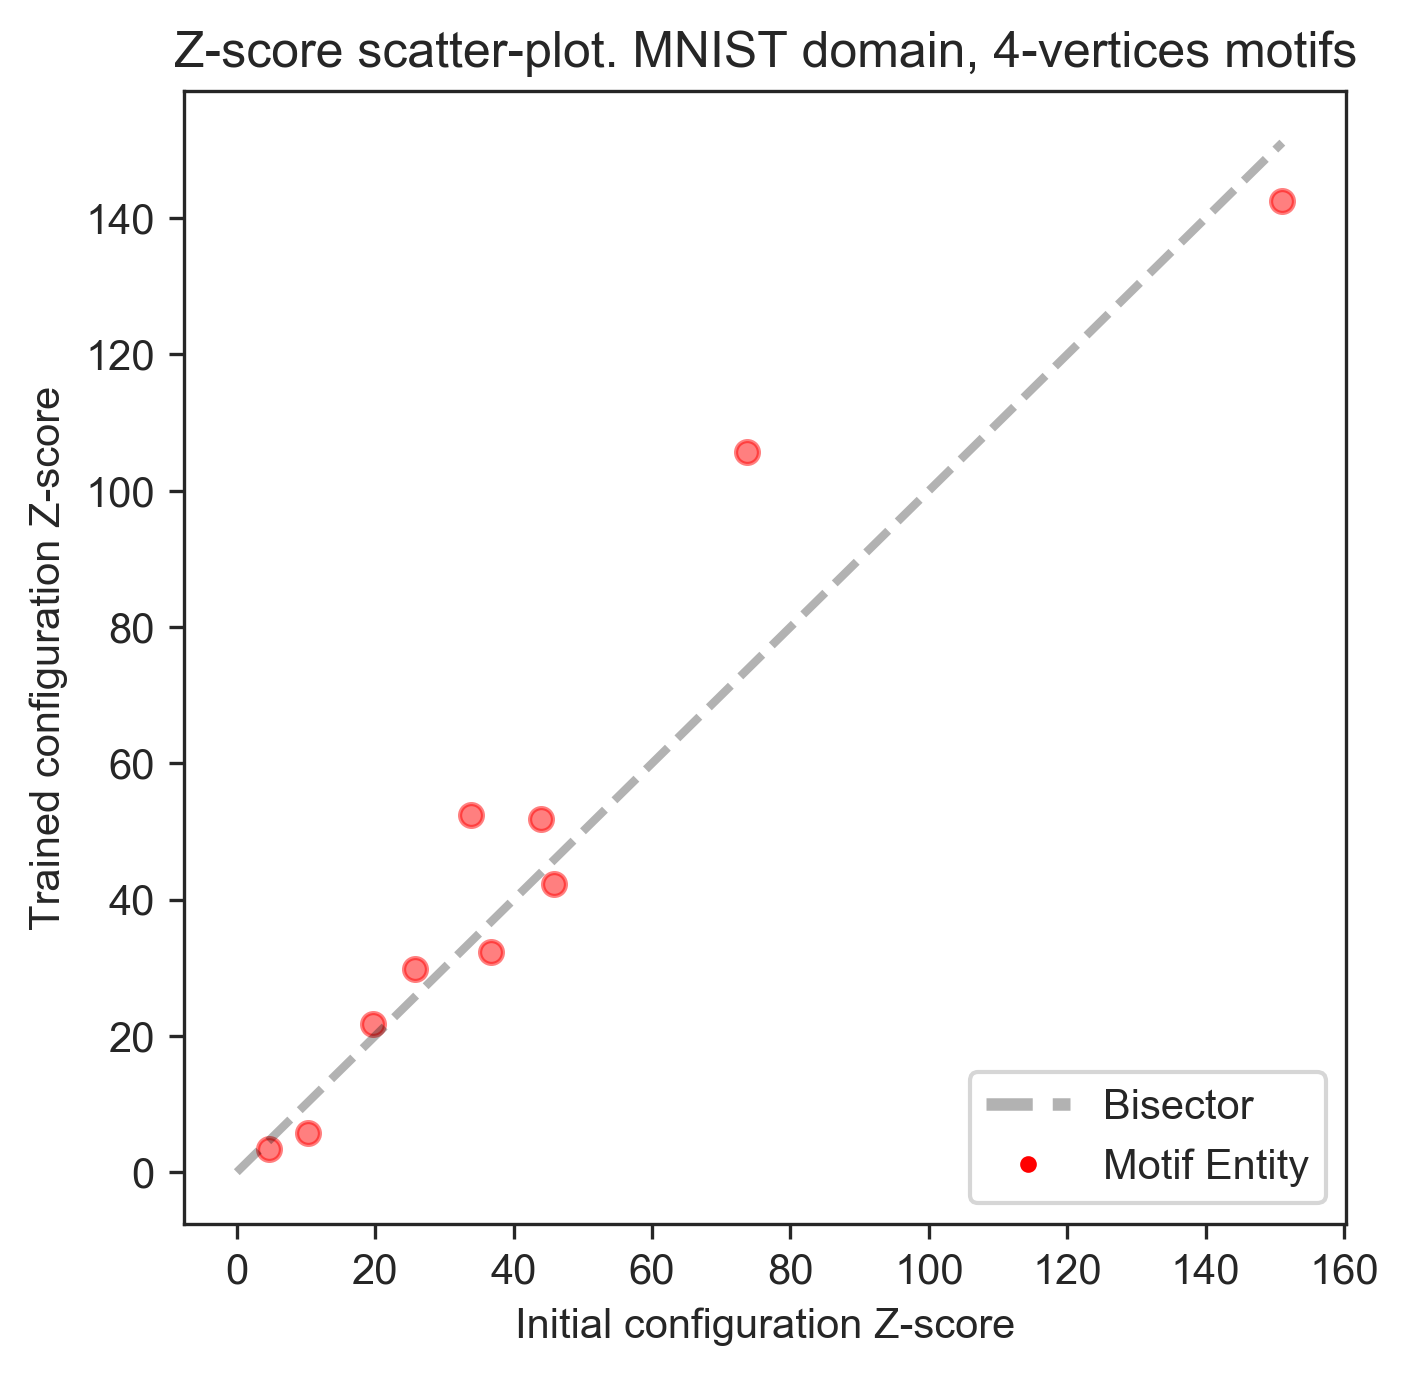 Z-score scatter-plot. MNIST domain, 4-vertices motifs
140
120
100
80
60
40
20
0
Trained configuration Z-score
Bisector
Motif Entity
0 20 40 60 80 100 120 140 160
Initial configuration Z-score